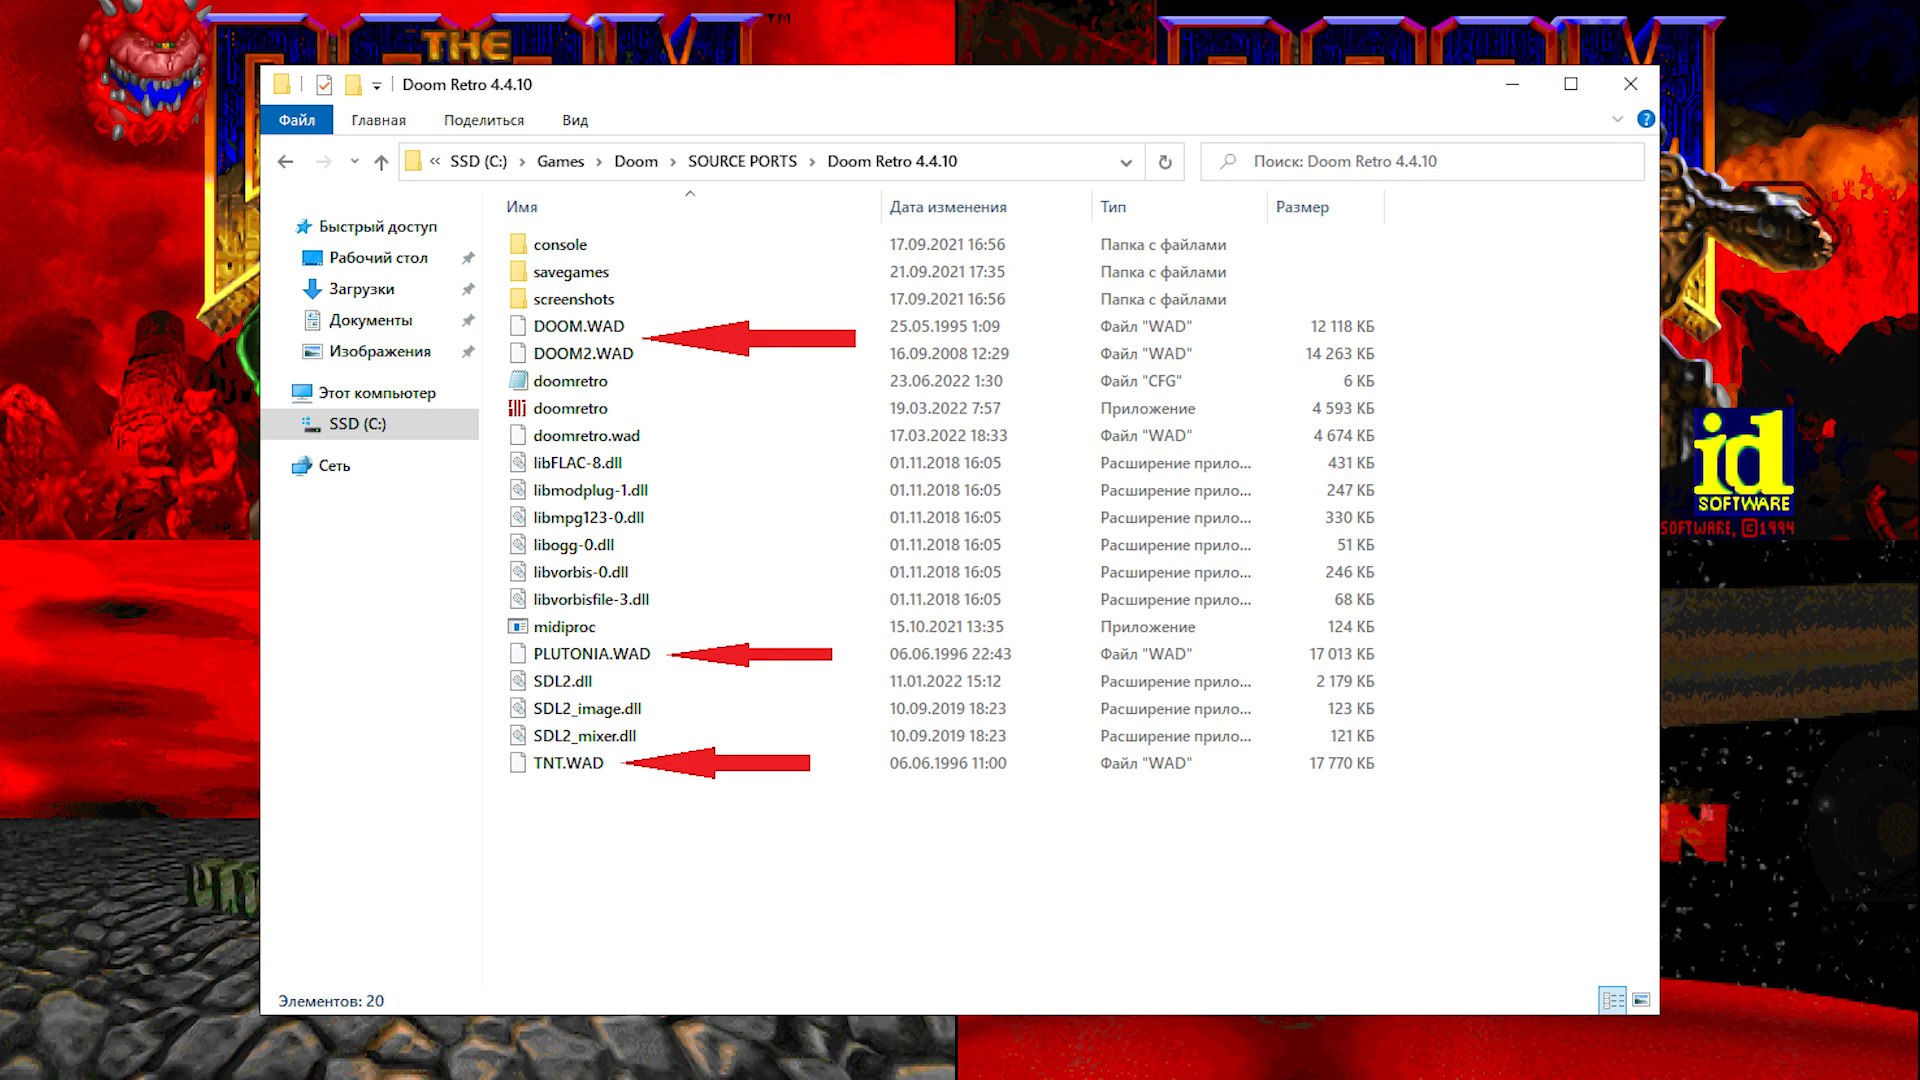 THE
™
Doom Retro 4.4.10
Файл Главная Поделиться Вид
« SSD (C:) › Games › Doom › SOURCE PORTS › Doom Retro 4.4.10
Поиск: Doom Retro 4.4.10
Имя Дата изменения Тип Размер
Быстрый доступ
Рабочий стол
Загрузки
Документы
Изображения
Этот компьютер
SSD (C:)
Сеть
console 17.09.2021 16:56 Папка с файлами
savegames 21.09.2021 17:35 Папка с файлами
screenshots 17.09.2021 16:56 Папка с файлами
DOOM.WAD 25.05.1995 1:09 Файл "WAD" 12 118 КБ
DOOM2.WAD 16.09.2008 12:29 Файл "WAD" 14 263 КБ
doomretro 23.06.2022 1:30 Файл "CFG" 6 КБ
doomretro 19.03.2022 7:57 Приложение 4 593 КБ
doomretro.wad 17.03.2022 18:33 Файл "WAD" 4 674 КБ
libFLAC-8.dll 01.11.2018 16:05 Расширение прило... 431 КБ
libmodplug-1.dll 01.11.2018 16:05 Расширение прило... 247 КБ
libmpg123-0.dll 01.11.2018 16:05 Расширение прило... 330 КБ
libogg-0.dll 01.11.2018 16:05 Расширение прило... 51 КБ
libvorbis-0.dll 01.11.2018 16:05 Расширение прило... 246 КБ
libvorbisfile-3.dll 01.11.2018 16:05 Расширение прило... 68 КБ
midiproc 15.10.2021 13:35 Приложение 124 КБ
PLUTONIA.WAD 06.06.1996 22:43 Файл "WAD" 17 013 КБ
SDL2.dll 11.01.2022 15:12 Расширение прило... 2 179 КБ
SDL2_image.dll 10.09.2019 18:23 Расширение прило... 123 КБ
SDL2_mixer.dll 10.09.2019 18:23 Расширение прило... 121 КБ
TNT.WAD 06.06.1996 11:00 Файл "WAD" 17 770 КБ
Элементов: 20
id
SOFTWARE
SOFTWARE, ©1994
N